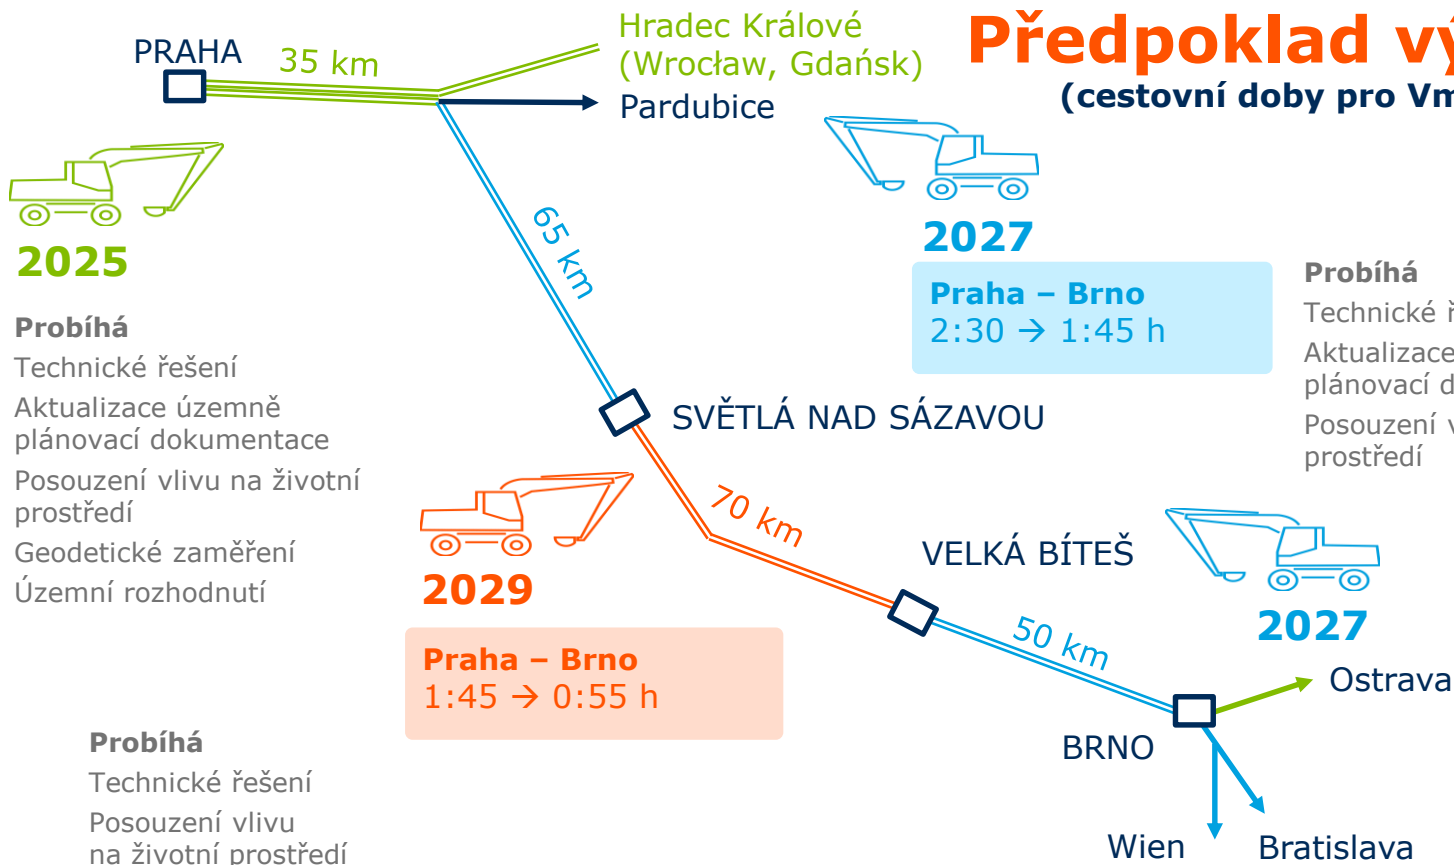 Předpoklad
(cestovní doby pro
PRAHA
35 km
Hradec Králové
(Wrocław, Gdańsk)
Pardubice
2025
Probíhá
Technické řešení
Aktualizace územně
plánovací dokumentace
Posouzení vlivu na životní
prostředí
Geodetické zaměření
Územní rozhodnutí
65 km
2027
Praha – Brno
2:30 → 1:45 h
Probíhá
Technické
Aktualizace
plánovací
Posouzení
prostředí
SVĚTLÁ NAD SÁZAVOU
70 km
2029
Praha – Brno
1:45 → 0:55 h
VELKÁ BÍTEŠ
50 km
2027
Ostrava
BRNO
Wien
Bratislava
Probíhá
Technické řešení
Posouzení vlivu
na životní prostředí